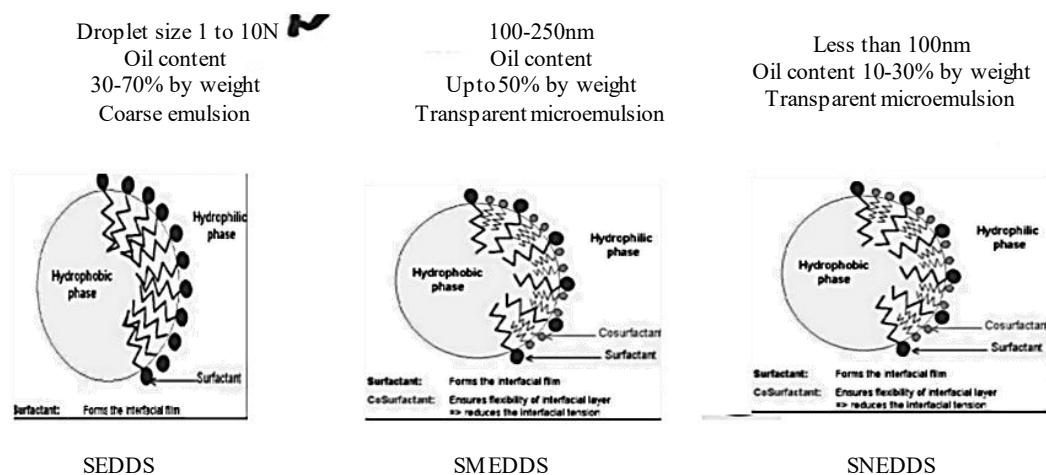 Droplet size 1 to 10N
Oil content
30-70% by weight
Coarse emulsion
100-250nm
Oil content
Upto 50% by weight
Transparent microemulsion
Less than 100nm
Oil content 10-30% by weight
Transparent microemulsion
Hydrophilic
phase
Hydrophobic
phase
Surfactant
Surfactant: Forms the interfacial film
Hydrophilic
phase
Hydrophobic
phase
Cosurfactant
Surfactant
Surfactant: Forms the interfacial film
CoSurfactant: Ensures flexibility of interfacial layer
=> reduces the interfacial tension
Hydrophilic
phase
Hydrophobic
phase
Cosurfactant
Surfactant
Surfactant: Forms the interfacial film
CoSurfactant: Ensures flexibility of interfacial layer
=> reduces the interfacial tension
SEDDS
SMEDDS
SNEDDS